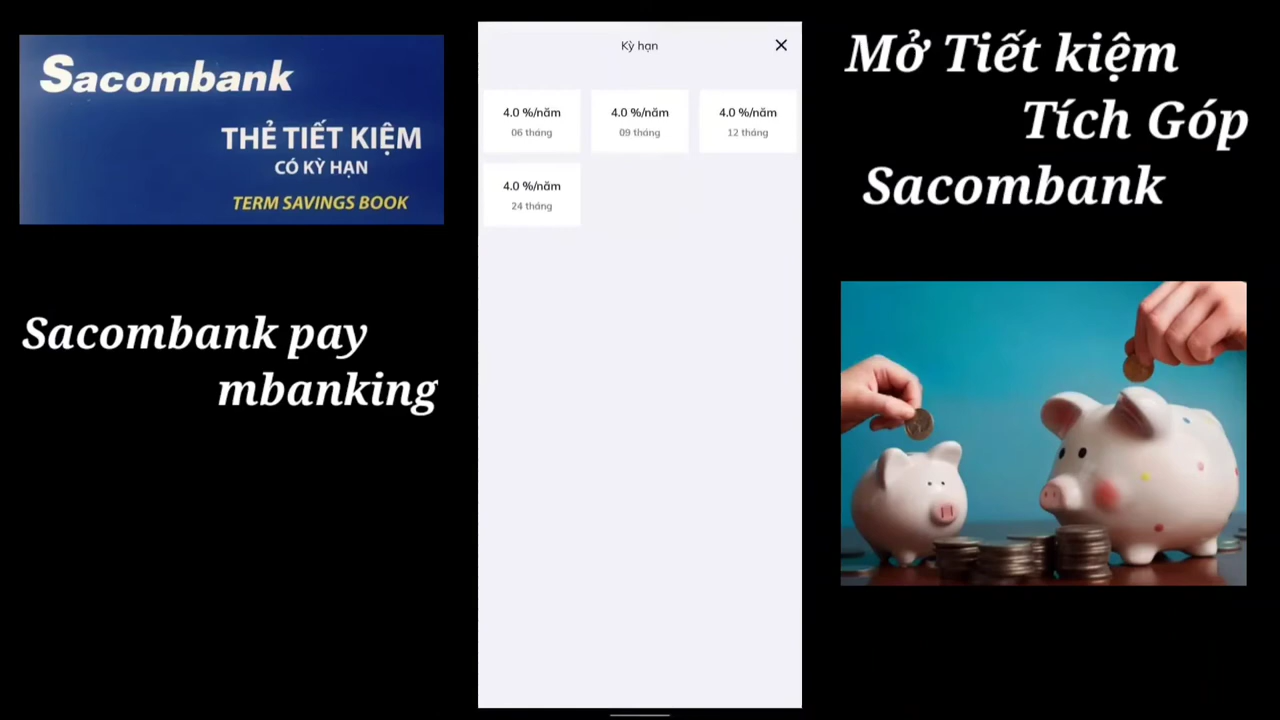 Sacombank
THẺ TIẾT KIỆM
CÓ KỲ HẠN
TERM SAVINGS BOOK
Sacombank pay
mbanking
Kỳ hạn
4.0 %/năm
06 tháng
4.0 %/năm
09 tháng
4.0 %/năm
12 tháng
4.0 %/năm
24 tháng
Mở Tiết kiệm
Tích Góp
Sacombank